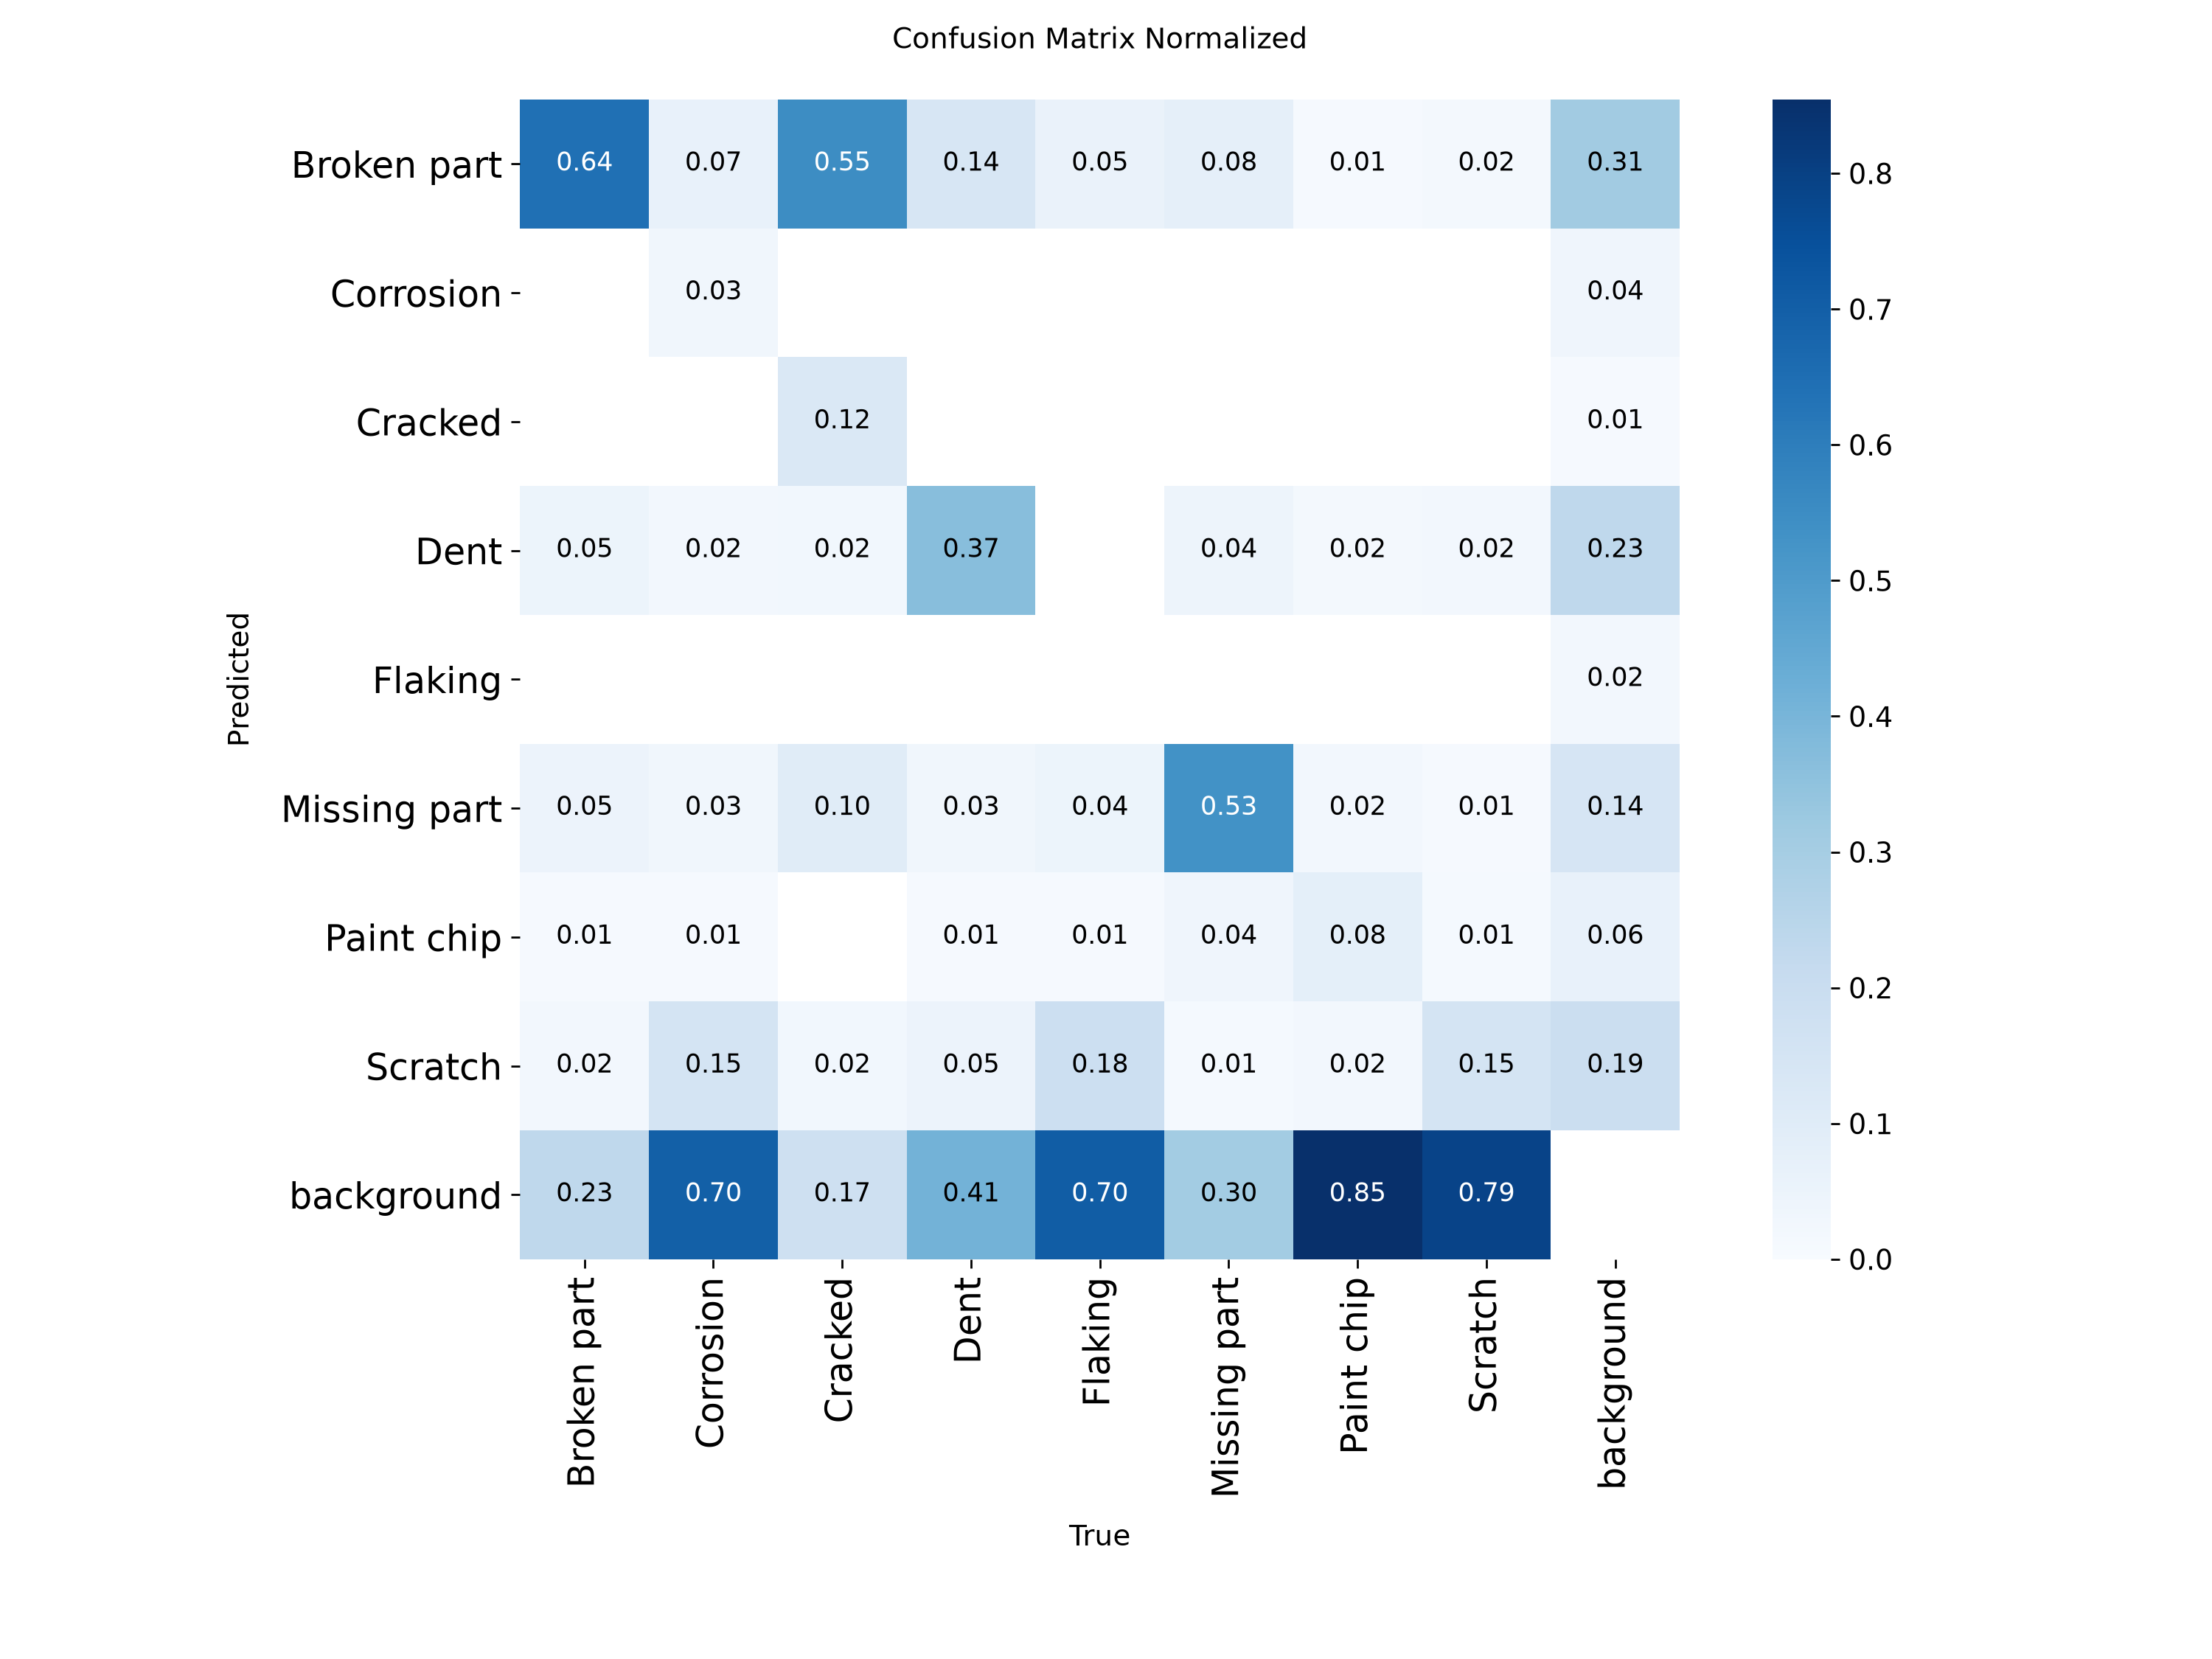 Confusion Matrix Normalized
Broken part 0.64 0.07 0.55 0.14 0.05 0.08 0.01 0.02 0.31
Corrosion 0.03 0.04
Cracked 0.12 0.01
Dent 0.05 0.02 0.02 0.37 0.04 0.02 0.02 0.23
Flaking 0.02
Missing part 0.05 0.03 0.10 0.03 0.04 0.53 0.02 0.01 0.14
Paint chip 0.01 0.01 0.01 0.01 0.04 0.08 0.01 0.06
Scratch 0.02 0.15 0.02 0.05 0.18 0.01 0.02 0.15 0.19
background 0.23 0.70 0.17 0.41 0.70 0.30 0.85 0.79
Predicted
Broken part
Corrosion
Cracked
Dent
Flaking
Missing part
Paint chip
Scratch
background
True
0.8
0.7
0.6
0.5
0.4
0.3
0.2
0.1
0.0